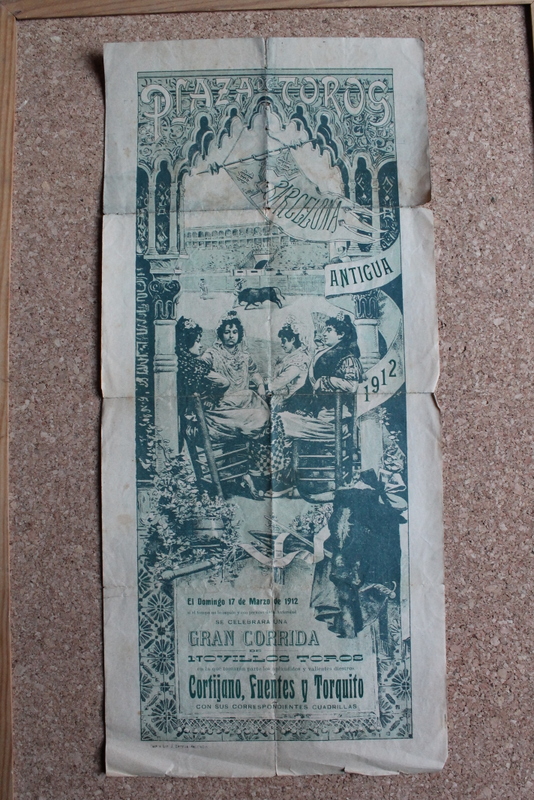 PLAZA TOROS
BARCELONA
ANTIGUA
1912
El Domingo 17 de Marzo de 1912
SE CELEBRARÁ UNA
GRAN CORRIDA
DE
NOVILLOS TOROS
Cortijano, Fuentes y Torquito
CON SUS CORRESPONDIENTES CUADRILLAS